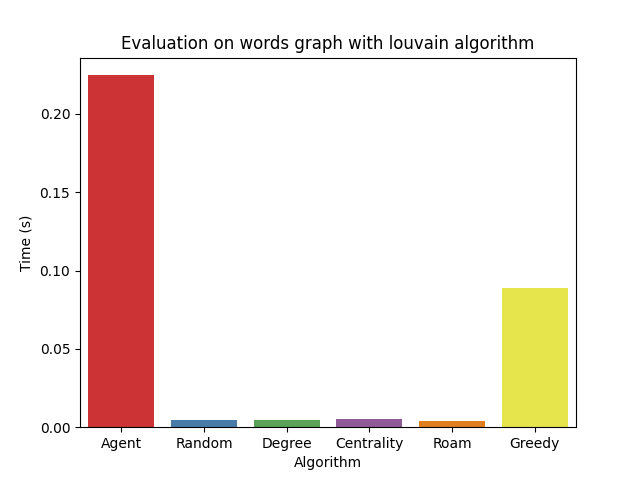 Evaluation on words graph with louvain algorithm
Time (s)
0.20
0.15
0.10
0.05
0.00
Agent Random Degree Centrality Roam Greedy
Algorithm